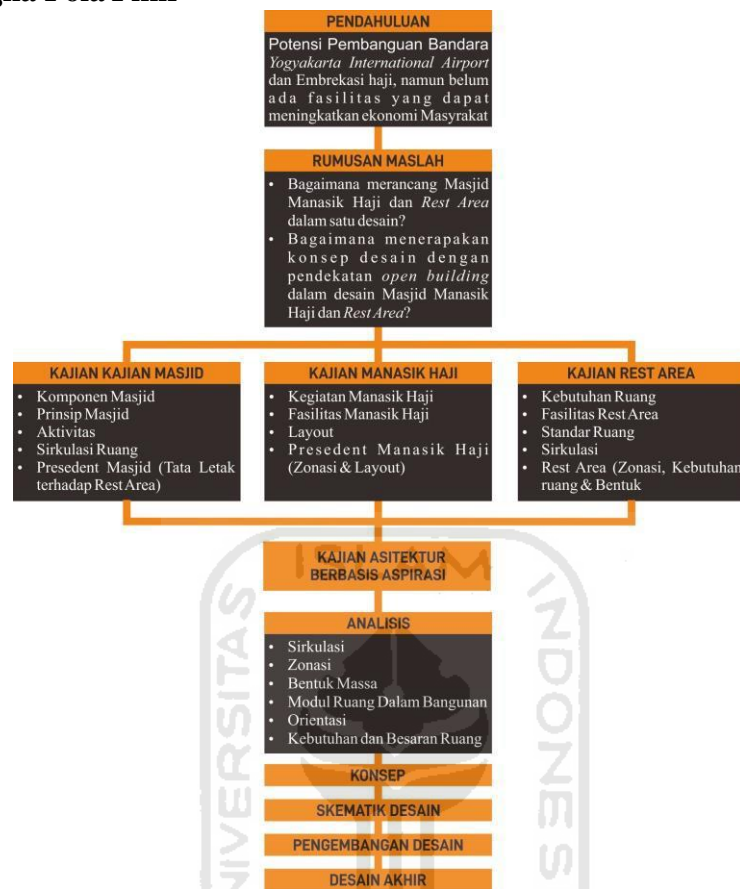 PENDAHULUAN
Potensi Pembanguan Bandara
Yogyakarta International Airport
dan Embrekasi haji, namun belum
ada fasilitas yang dapat
meningkatkan ekonomi Masyrakat
RUMUSAN MASLAH
• Bagaimana merancang Masjid
Manasik Haji dan Rest Area
dalam satu desain?
• Bagaimana menerapakan
konsep desain dengan
pendekatan open building
dalam desain Masjid Manasik
Haji dan Rest Area?
KAJIAN KAJIAN MASJID
• Komponen Masjid
• Prinsip Masjid
• Aktivitas
• Sirkulasi Ruang
• Presedent Masjid (Tata Letak
terhadap Rest Area)
KAJIAN MANASIK HAJI
• Kegiatan Manasik Haji
• Fasilitas Manasik Haji
• Layout
• Presedent Manasik Haji
(Zonasi & Layout)
KAJIAN REST AREA
• Kebutuhan Ruang
• Fasilitas Rest Area
• Standar Ruang
• Sirkulasi
• Rest Area (Zonasi, Kebutuhan
ruang & Bentuk
KAJIAN ASITEKTUR
BERBASIS ASPIRASI
ANALISIS
• Sirkulasi
• Zonasi
• Bentuk Massa
• Modul Ruang Dalam Bangunan
• Orientasi
• Kebutuhan dan Besaran Ruang
KONSEP
SKEMATIK DESAIN
PENGEMBANGAN DESAIN
DESAIN AKHIR
ISLAM